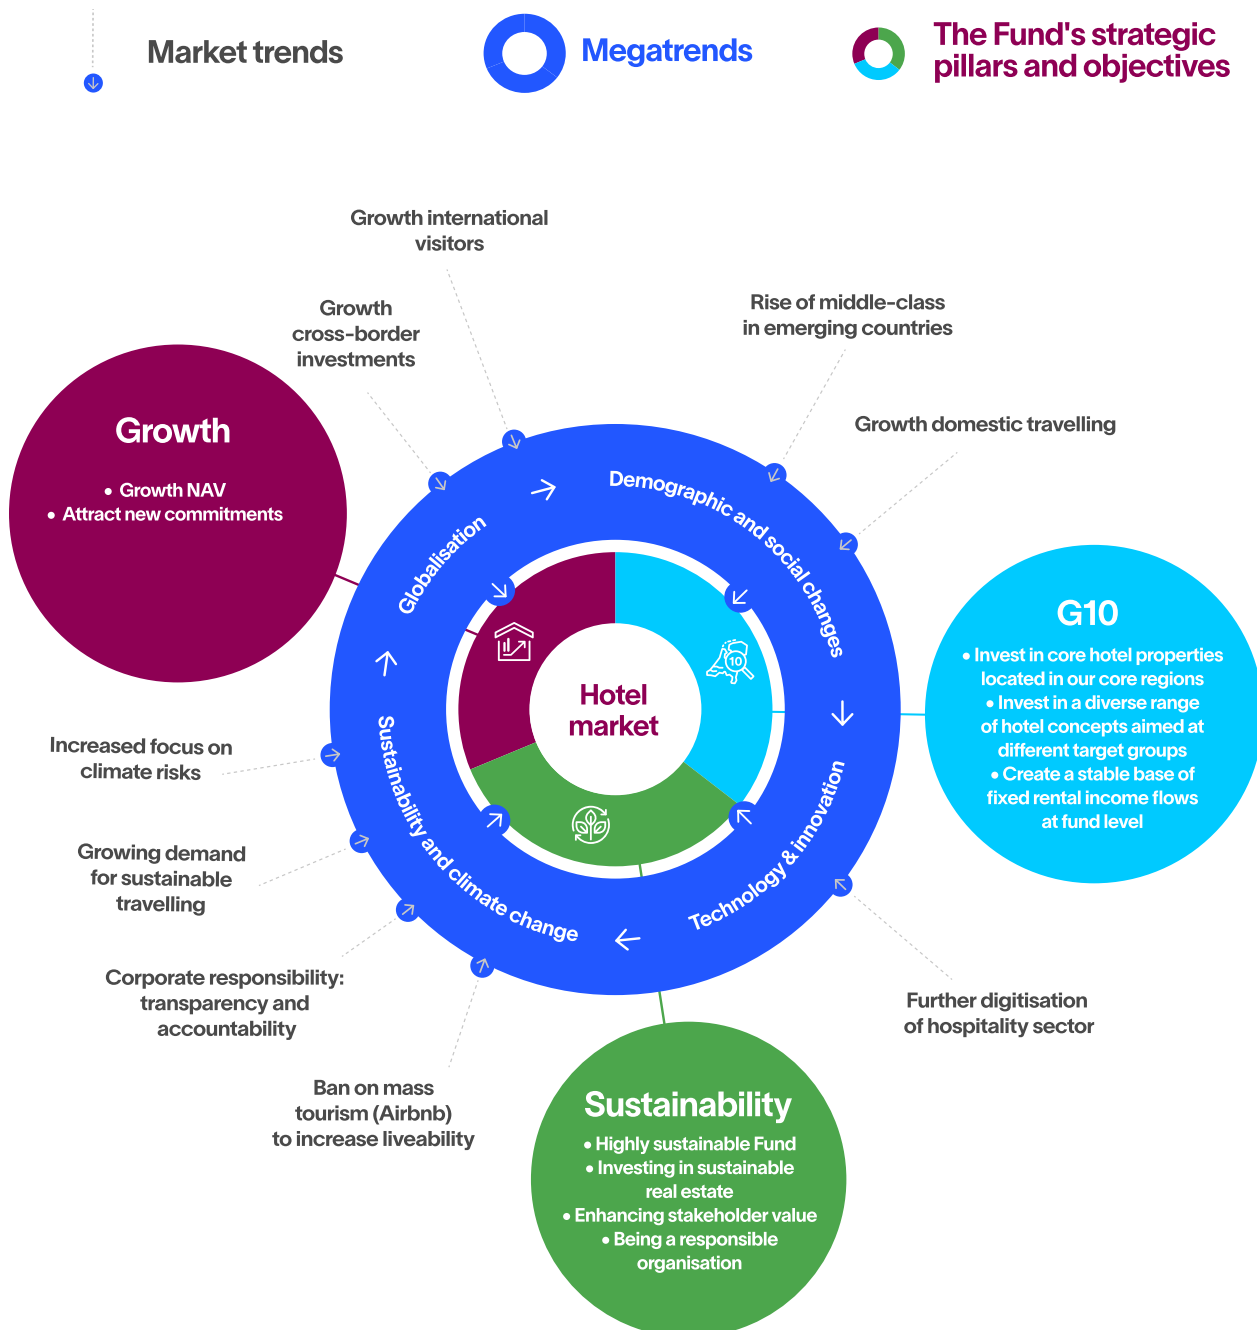 Market trends
Megatrends
The Fund's strategic
pillars and objectives
Growth international
visitors
Growth
cross-border
investments
Rise of middle-class
in emerging countries
Growth domestic travelling
Growth
• Growth NAV
• Attract new commitments
Globalisation
Demographic and social changes
Technology & innovation
Sustainability and climate change
Hotel
market
10
G10
• Invest in core hotel properties
located in our core regions
• Invest in a diverse range
of hotel concepts aimed at
different target groups
• Create a stable base of
fixed rental income flows
at fund level
Increased focus on
climate risks
Growing demand
for sustainable
travelling
Corporate responsibility:
transparency and
accountability
Ban on mass
tourism (Airbnb)
to increase liveability
Further digitisation
of hospitality sector
Sustainability
• Highly sustainable Fund
• Investing in sustainable
real estate
• Enhancing stakeholder value
• Being a responsible
organisation